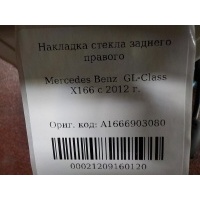 Накладка стекла заднего
правого
Mercedes Benz GL-Class
X166 с 2012 г.
Ориг. код: A1666903080
00021209160120